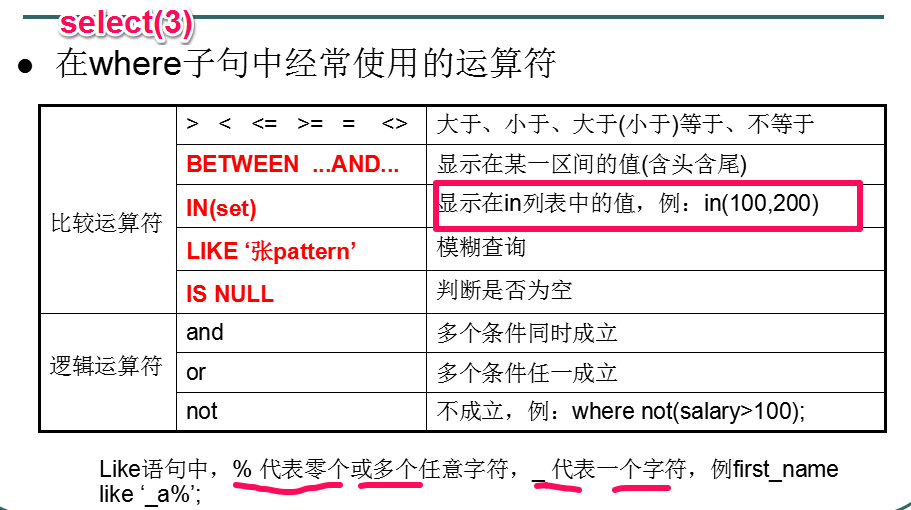 select(3)
● 在where子句中经常使用的运算符
比较运算符
> < <= >= = <> 大于、小于、大于(小于)等于、不等于
BETWEEN ...AND... 显示在某一区间的值(含头含尾)
IN(set) 显示在in列表中的值，例：in(100,200)
LIKE ‘张pattern’ 模糊查询
IS NULL 判断是否为空
逻辑运算符
and 多个条件同时成立
or 多个条件任一成立
not 不成立，例：where not(salary>100);
Like语句中，% 代表零个或多个任意字符，_ 代表一个字符，例first_name
like ‘_a%’;